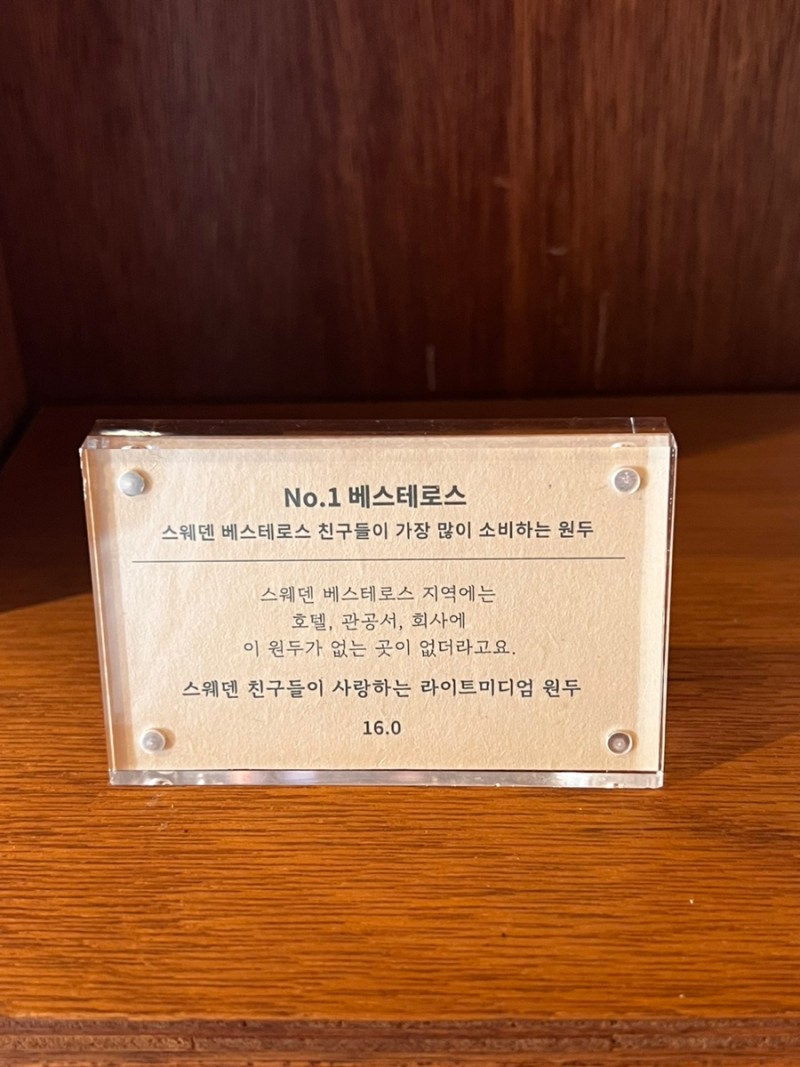 No.1 베스테로스
스웨덴 베스테로스 친구들이 가장 많이 소비하는 원두
스웨덴 베스테로스 지역에는
호텔, 관공서, 회사에
이 원두가 없는 곳이 없더라고요.
스웨덴 친구들이 사랑하는 라이트미디엄 원두
16.0